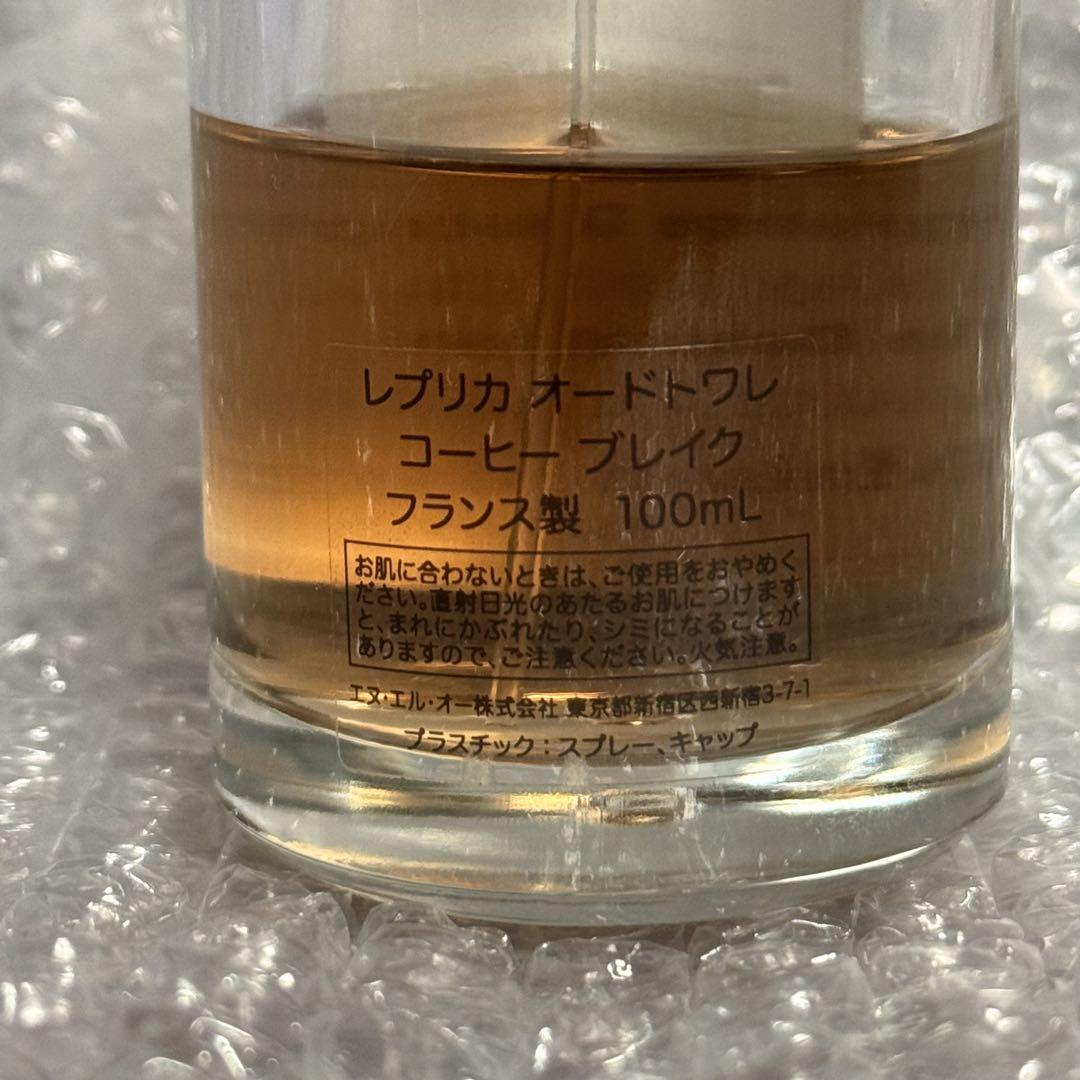 レプリカ オードトワレ
コーヒー ブレイク
フランス製 100mL
お肌に合わないときは、ご使用をおやめく
ださい。直射日光のあたるお肌につけます
と、まれにかぶれたり、シミになることが
ありますので、ご注意ください。火気注意。
エヌ・エル・オー株式会社 東京都新宿区西新宿3-7-1
プラスチック：スプレー、キャップ